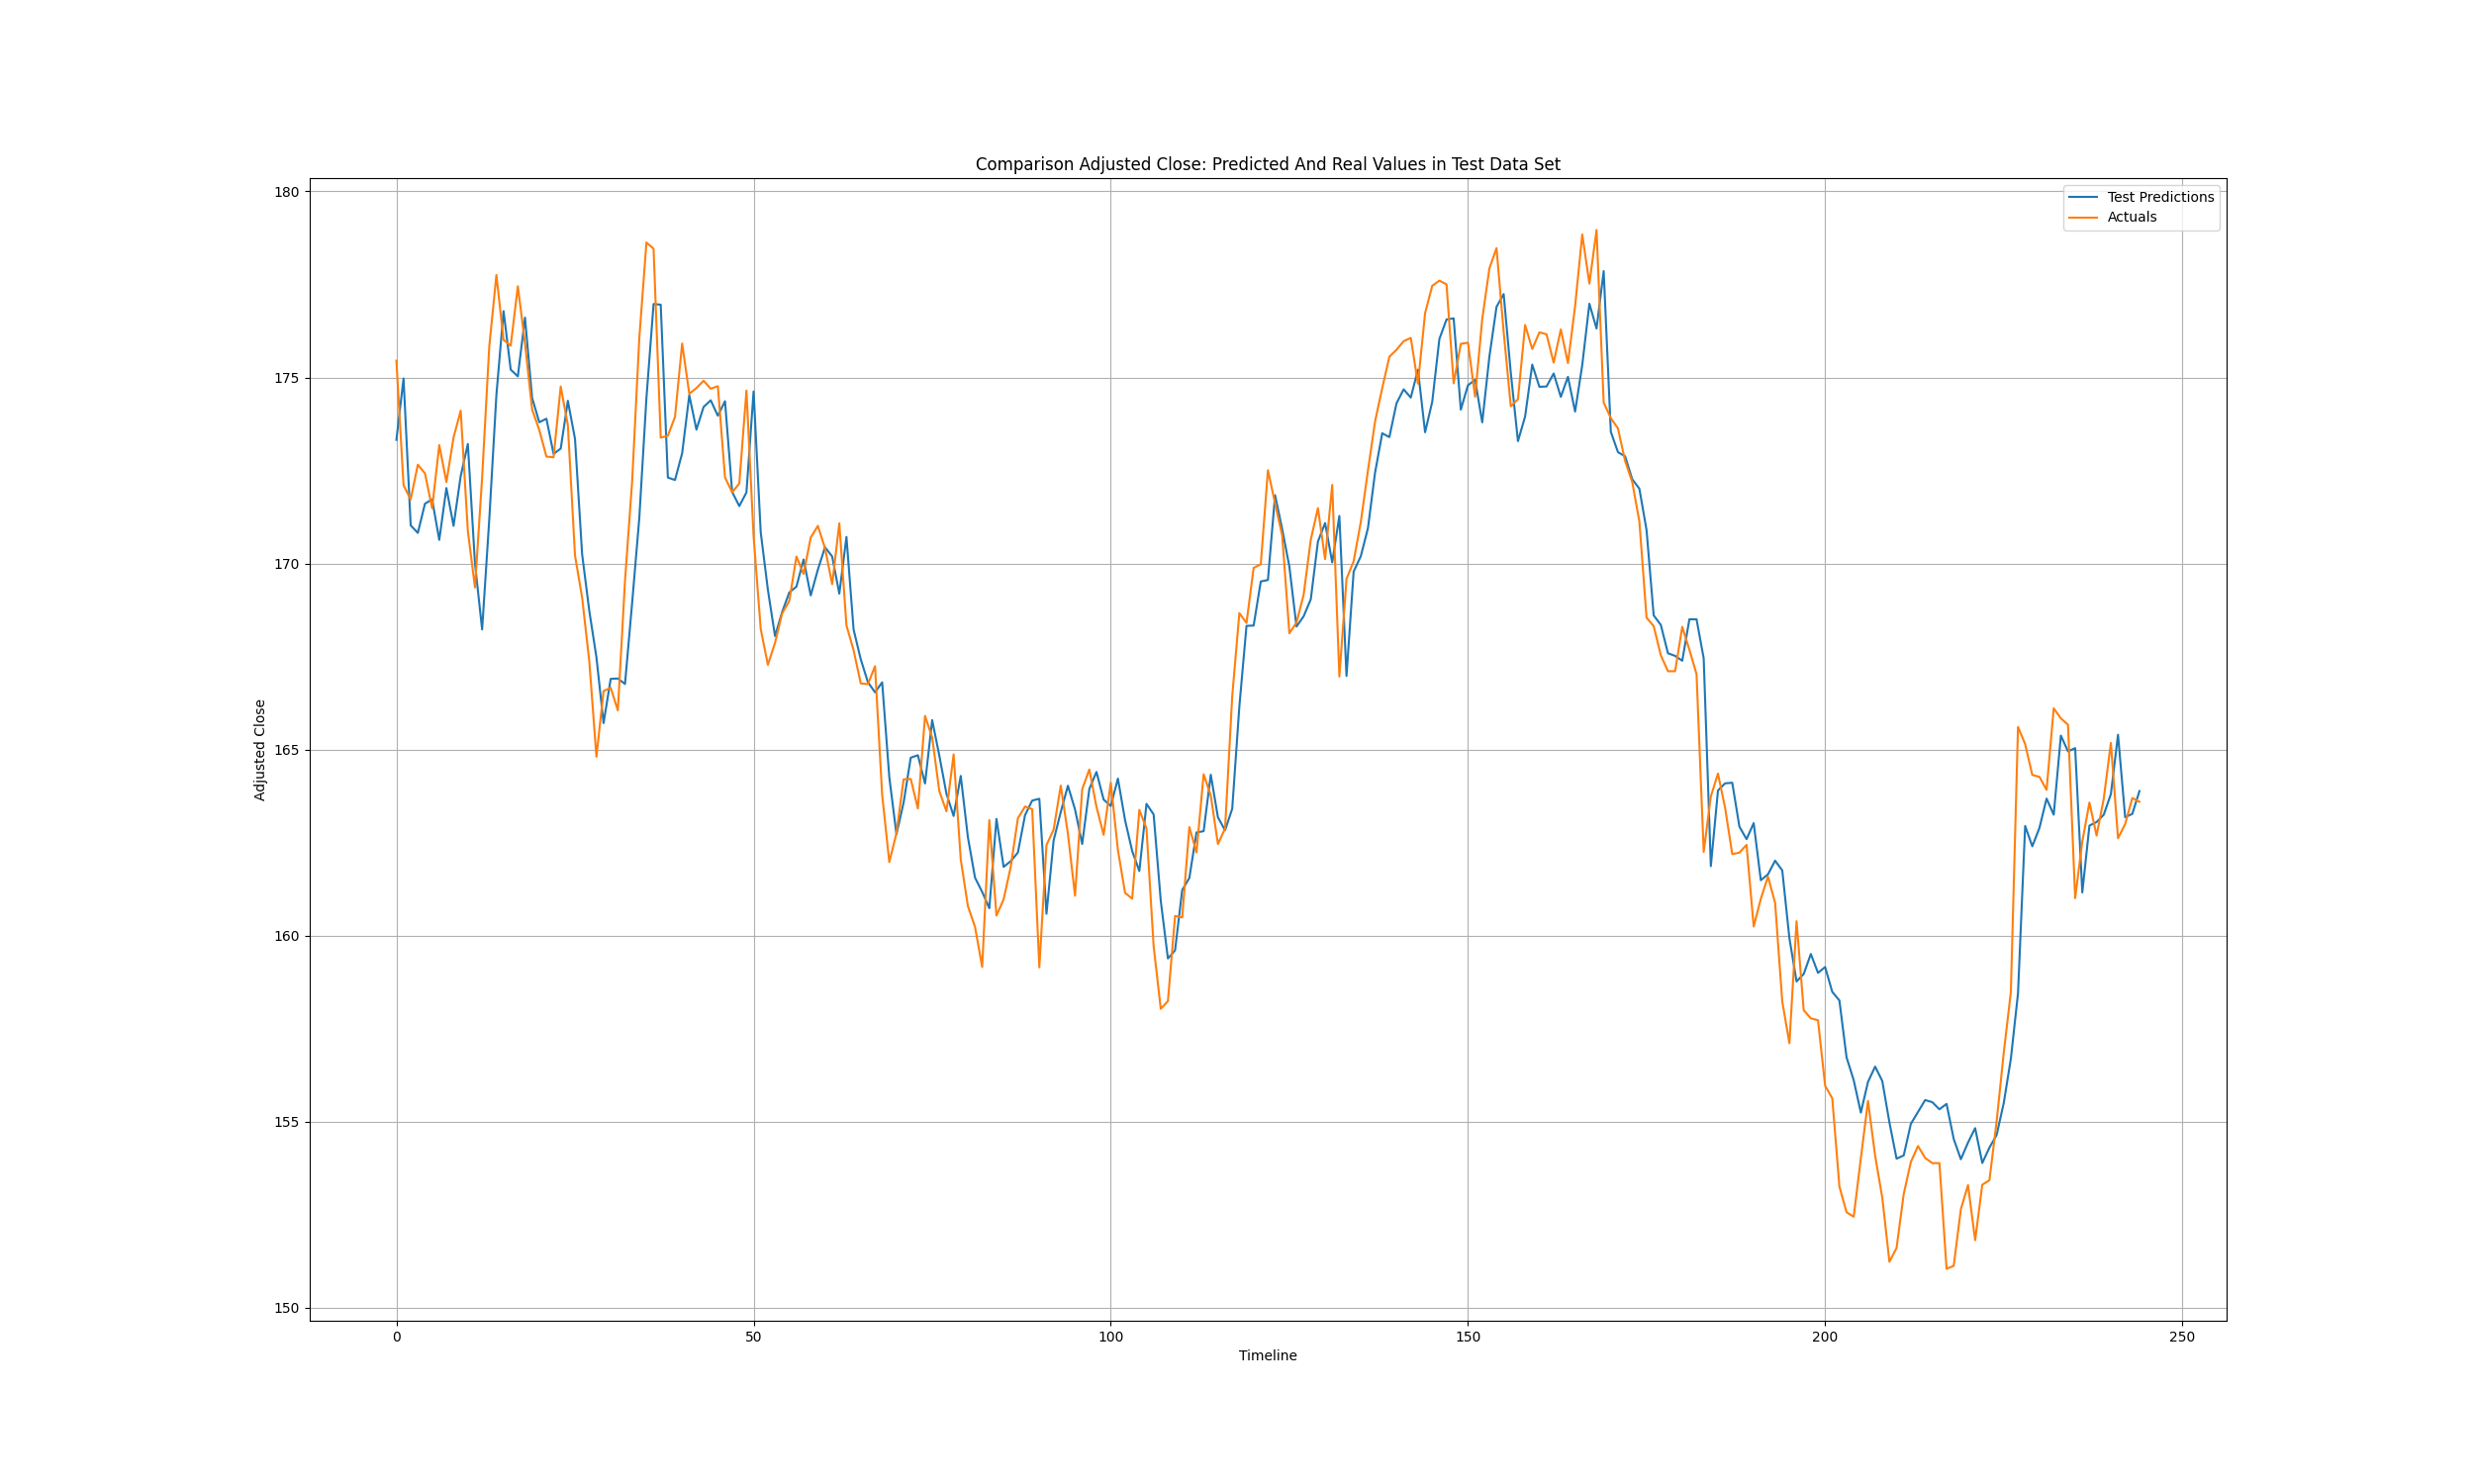 Comparison Adjusted Close: Predicted And Real Values in Test Data Set
Test Predictions
Actuals
Adjusted Close
180
175
170
165
160
155
150
0 50 100 150 200 250
Timeline